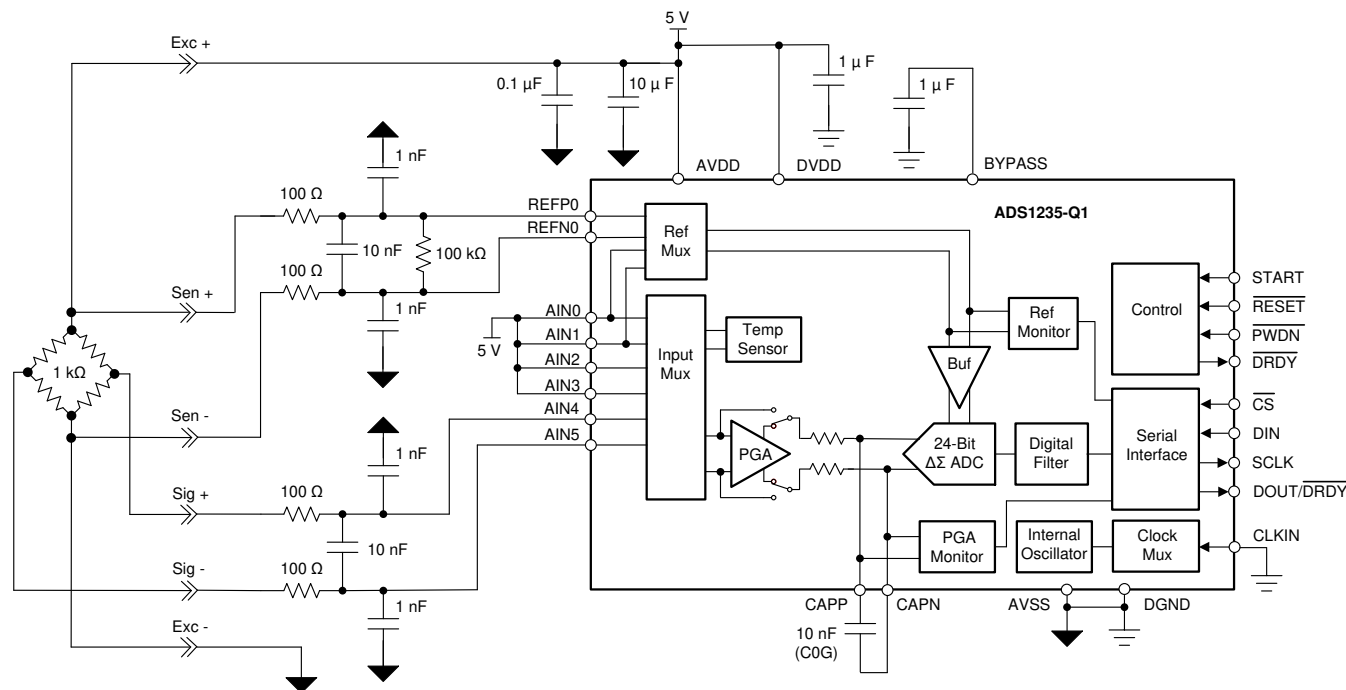 5 V
Exc +
0.1 µF
10 µ F
1 µ F
1 µ F
1 nF
AVDD
DVDD
BYPASS
100 Ω
REFP0
ADS1235-Q1
REFN0
Ref
Mux
10 nF
100 kΩ
100 Ω
START
Sen +
1 nF
AIN0
Control
RESET
Ref
Monitor
5 V
AIN1
Temp
Sensor
PWDN
1 kΩ
Input
Mux
AIN2
Buf
DRDY
AIN3
CS
Sen -
AIN4
24-Bit
ΔΣ ADC
Digital
Filter
Serial
Interface
DIN
1 nF
AIN5
PGA
SCLK
Sig +
100 Ω
DOUT/DRDY
10 nF
PGA
Monitor
Internal
Oscillator
Clock
Mux
CLKIN
Sig -
100 Ω
1 nF
CAPP
CAPN
AVSS
DGND
Exc -
10 nF
(C0G)